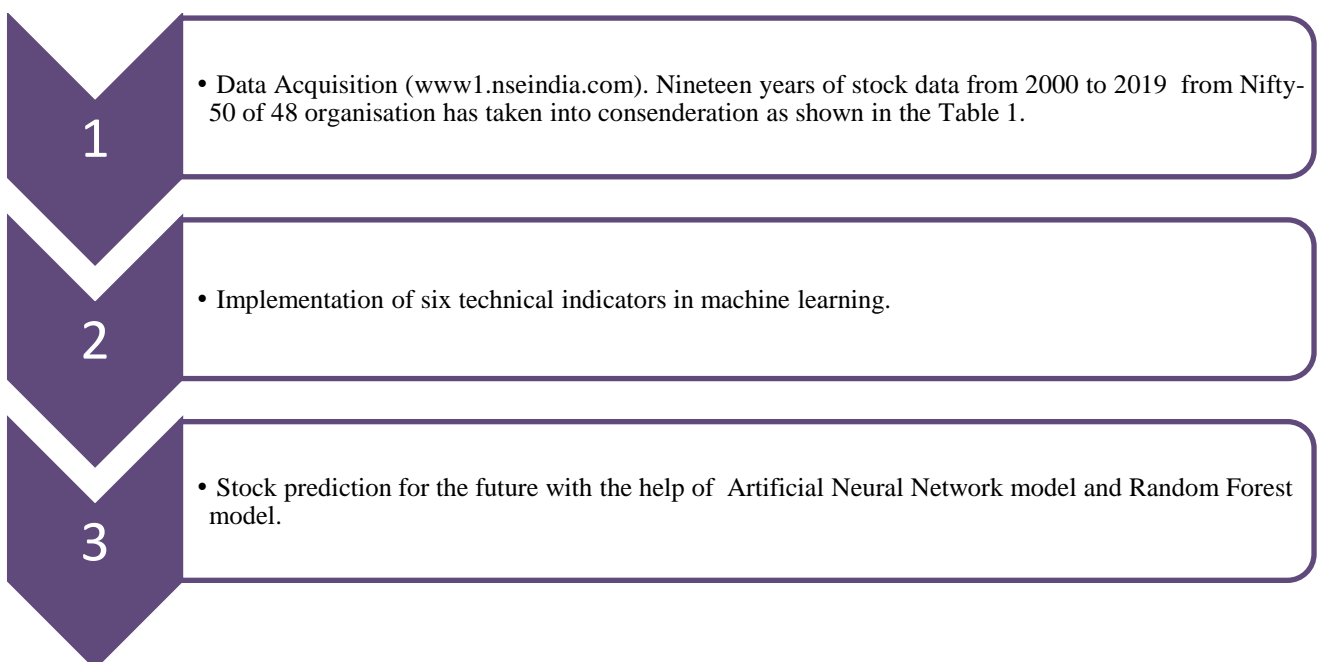 1
• Data Acquisition (www1.nseindia.com). Nineteen years of stock data from 2000 to 2019 from Nifty-
50 of 48 organisation has taken into consenderation as shown in the Table 1.
2
• Implementation of six technical indicators in machine learning.
3
• Stock prediction for the future with the help of Artificial Neural Network model and Random Forest
model.